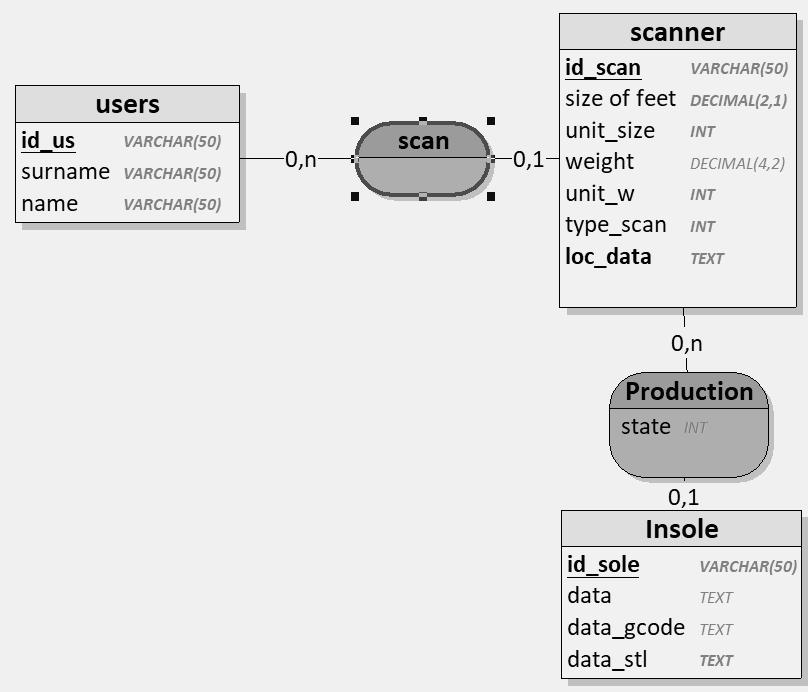 users
id_us VARCHAR(50)
surname VARCHAR(50)
name VARCHAR(50)
0,n
scan
0,1
scanner
id_scan VARCHAR(50)
size of feet DECIMAL(2,1)
unit_size INT
weight DECIMAL(4,2)
unit_w INT
type_scan INT
loc_data TEXT
0,n
Production
state INT
0,1
Insole
id_sole VARCHAR(50)
data TEXT
data_gcode TEXT
data_stl TEXT